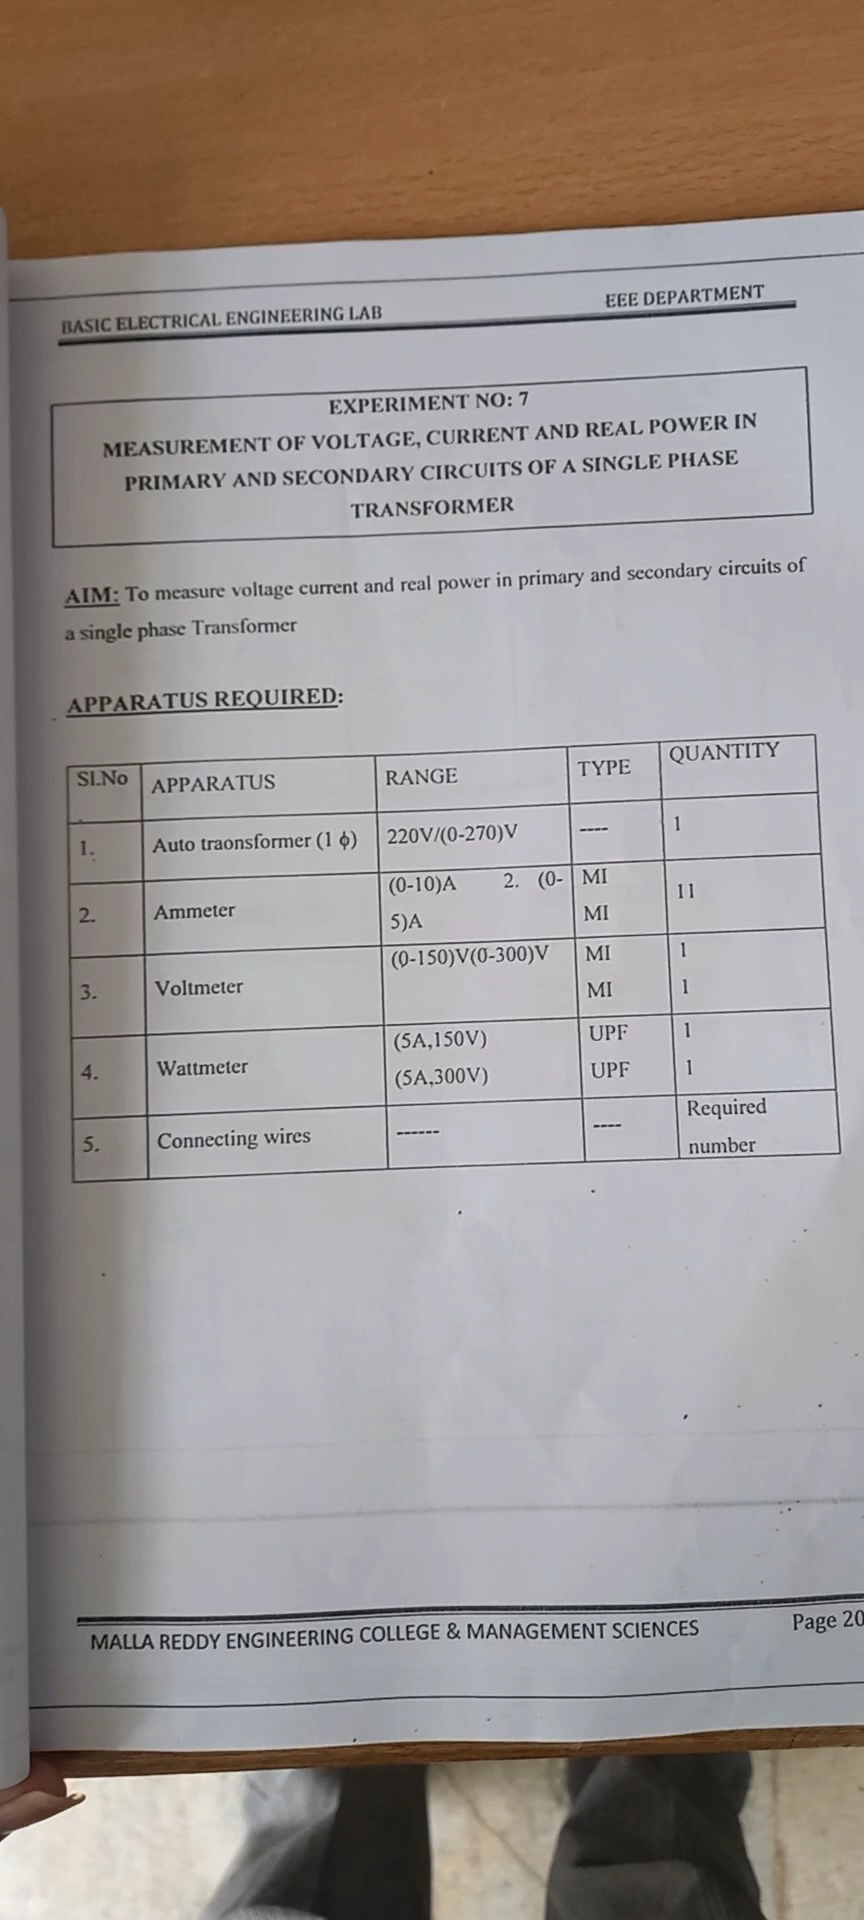 BASIC ELECTRICAL ENGINEERING LAB EEE DEPARTMENT
EXPERIMENT NO: 7
MEASUREMENT OF VOLTAGE, CURRENT AND REAL POWER IN
PRIMARY AND SECONDARY CIRCUITS OF A SINGLE PHASE
TRANSFORMER
AIM: To measure voltage current and real power in primary and secondary circuits of
a single phase Transformer
APPARATUS REQUIRED:
Sl.No APPARATUS RANGE TYPE QUANTITY
1. Auto traonsformer (1 ϕ) 220V/(0-270)V ---- 1
2. Ammeter (0-10)A 2. (0- MI 11
5)A MI
3. Voltmeter (0-150)V(0-300)V MI 1
MI 1
4. Wattmeter (5A,150V) UPF 1
(5A,300V) UPF 1
5. Connecting wires ------ ---- Required
number
MALLA REDDY ENGINEERING COLLEGE & MANAGEMENT SCIENCES Page 20